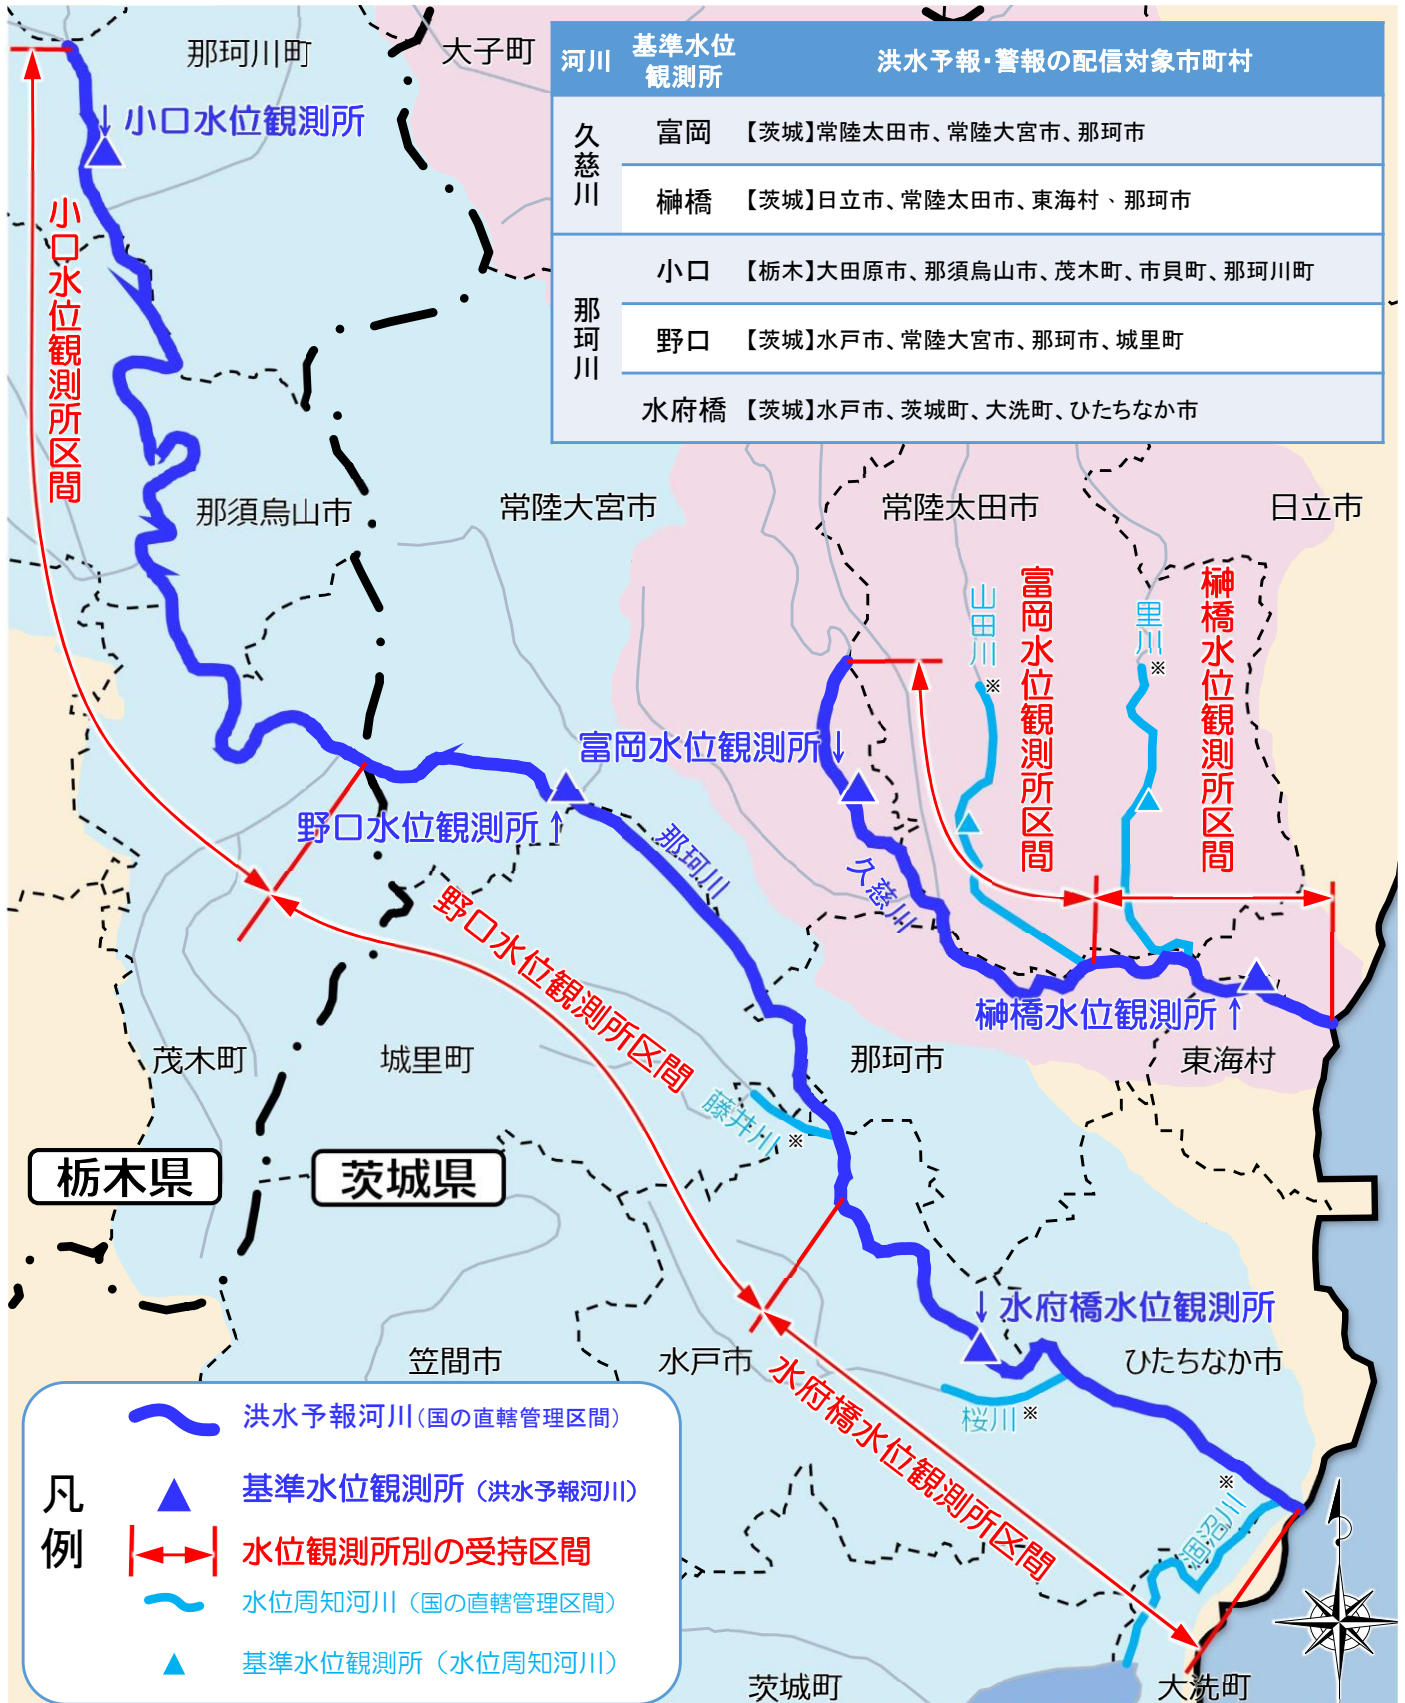 那珂川町
大子町
河川
基準水位
観測所
洪水予報・警報の配信対象市町村
久慈川
富岡
【茨城】常陸太田市、常陸大宮市、那珂市
榊橋
【茨城】日立市、常陸太田市、東海村、那珂市
那珂川
小口
【栃木】大田原市、那須烏山市、茂木町、市貝町、那珂川町
野口
【茨城】水戸市、常陸大宮市、那珂市、城里町
水府橋
【茨城】水戸市、茨城町、大洗町、ひたちなか市
↓小口水位観測所
小口水位観測所区間
那須烏山市
常陸大宮市
常陸太田市
日立市
山田川
※
富岡水位観測所区間
里川
※
榊橋水位観測所区間
富岡水位観測所↓
野口水位観測所↑
那珂川
久慈川
野口水位観測所区間
榊橋水位観測所↑
茂木町
城里町
那珂市
東海村
藤井川
※
栃木県
茨城県
↓水府橋水位観測所
笠間市
水戸市
ひたちなか市
水府橋水位観測所区間
桜川
※
※
涸沼川
茨城町
大洗町
凡例
洪水予報河川(国の直轄管理区間)
基準水位観測所(洪水予報河川)
水位観測所別の受持区間
水位周知河川(国の直轄管理区間)
基準水位観測所(水位周知河川)